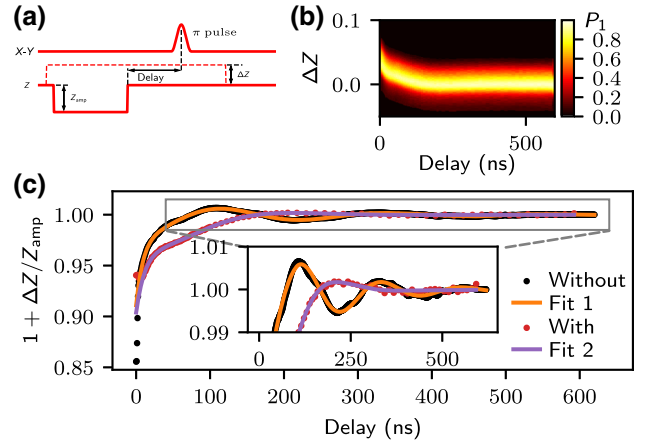 (a)
π pulse
X-Y
Delay
ΔZ
Z
Z_amp
(b)
0.1
ΔZ
0.0
0
500
Delay (ns)
P_1
0.8
0.6
0.4
0.2
0.0
(c)
1 + ΔZ/Z_amp
1.00
0.95
0.90
0.85
1.00
0.99
0 250 500
Without
Fit 1
With
Fit 2
0 100 200 300 400 500 600
Delay (ns)